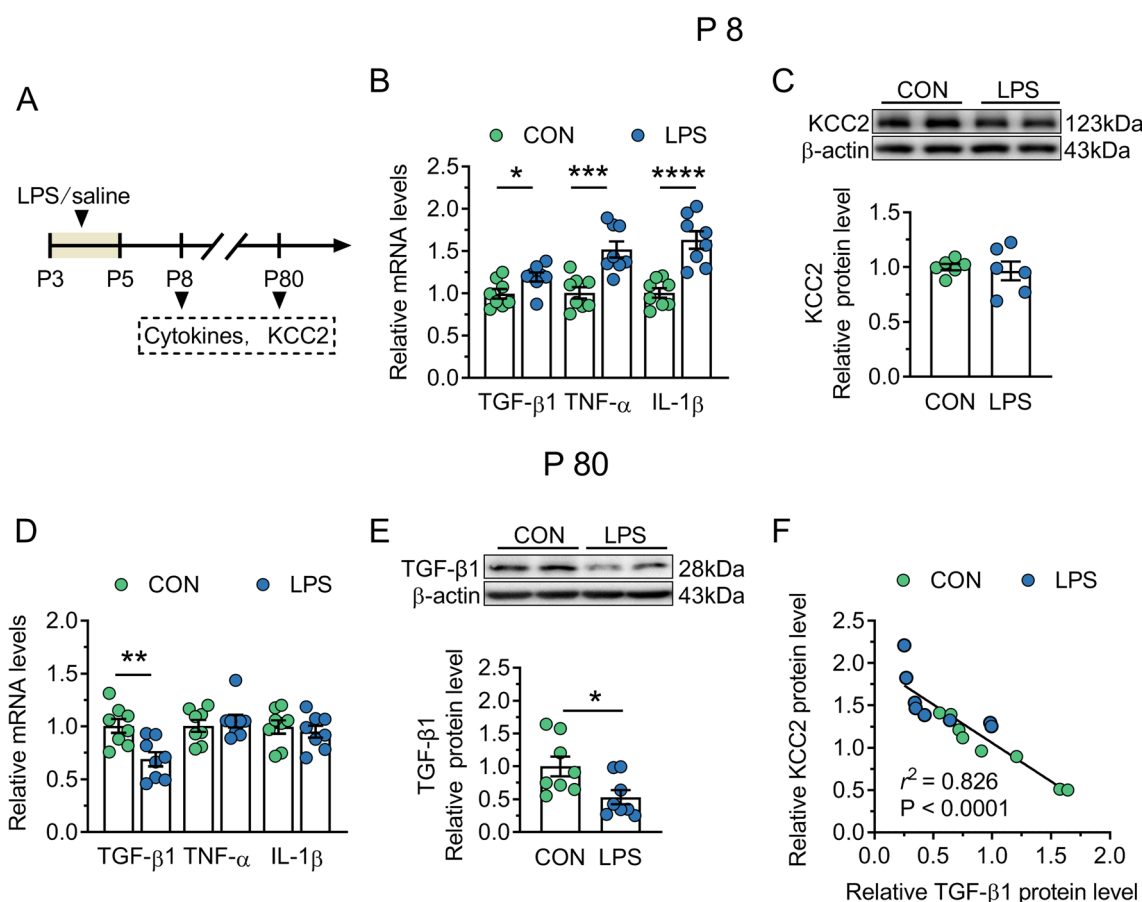 P 8
A
LPS/saline
P3 P5 P8 P80
Cytokines, KCC2
B
CON LPS
Relative mRNA levels
2.5
2.0
1.5
1.0
0.5
0.0
* *** ****
TGF-β1 TNF-α IL-1β
C
CON LPS
KCC2 123kDa
β-actin 43kDa
KCC2
Relative protein level
1.5
1.0
0.5
0.0
CON LPS
P 80
D
CON LPS
Relative mRNA levels
2.0
1.5
1.0
0.5
0.0
**
TGF-β1 TNF-α IL-1β
E
CON LPS
TGF-β1 28kDa
β-actin 43kDa
TGF-β1
Relative protein level
2.5
2.0
1.5
1.0
0.5
0.0
*
CON LPS
F
CON LPS
Relative KCC2 protein level
2.5
2.0
1.5
1.0
0.5
0.0
r² = 0.826
P < 0.0001
0.0 0.5 1.0 1.5 2.0
Relative TGF-β1 protein level